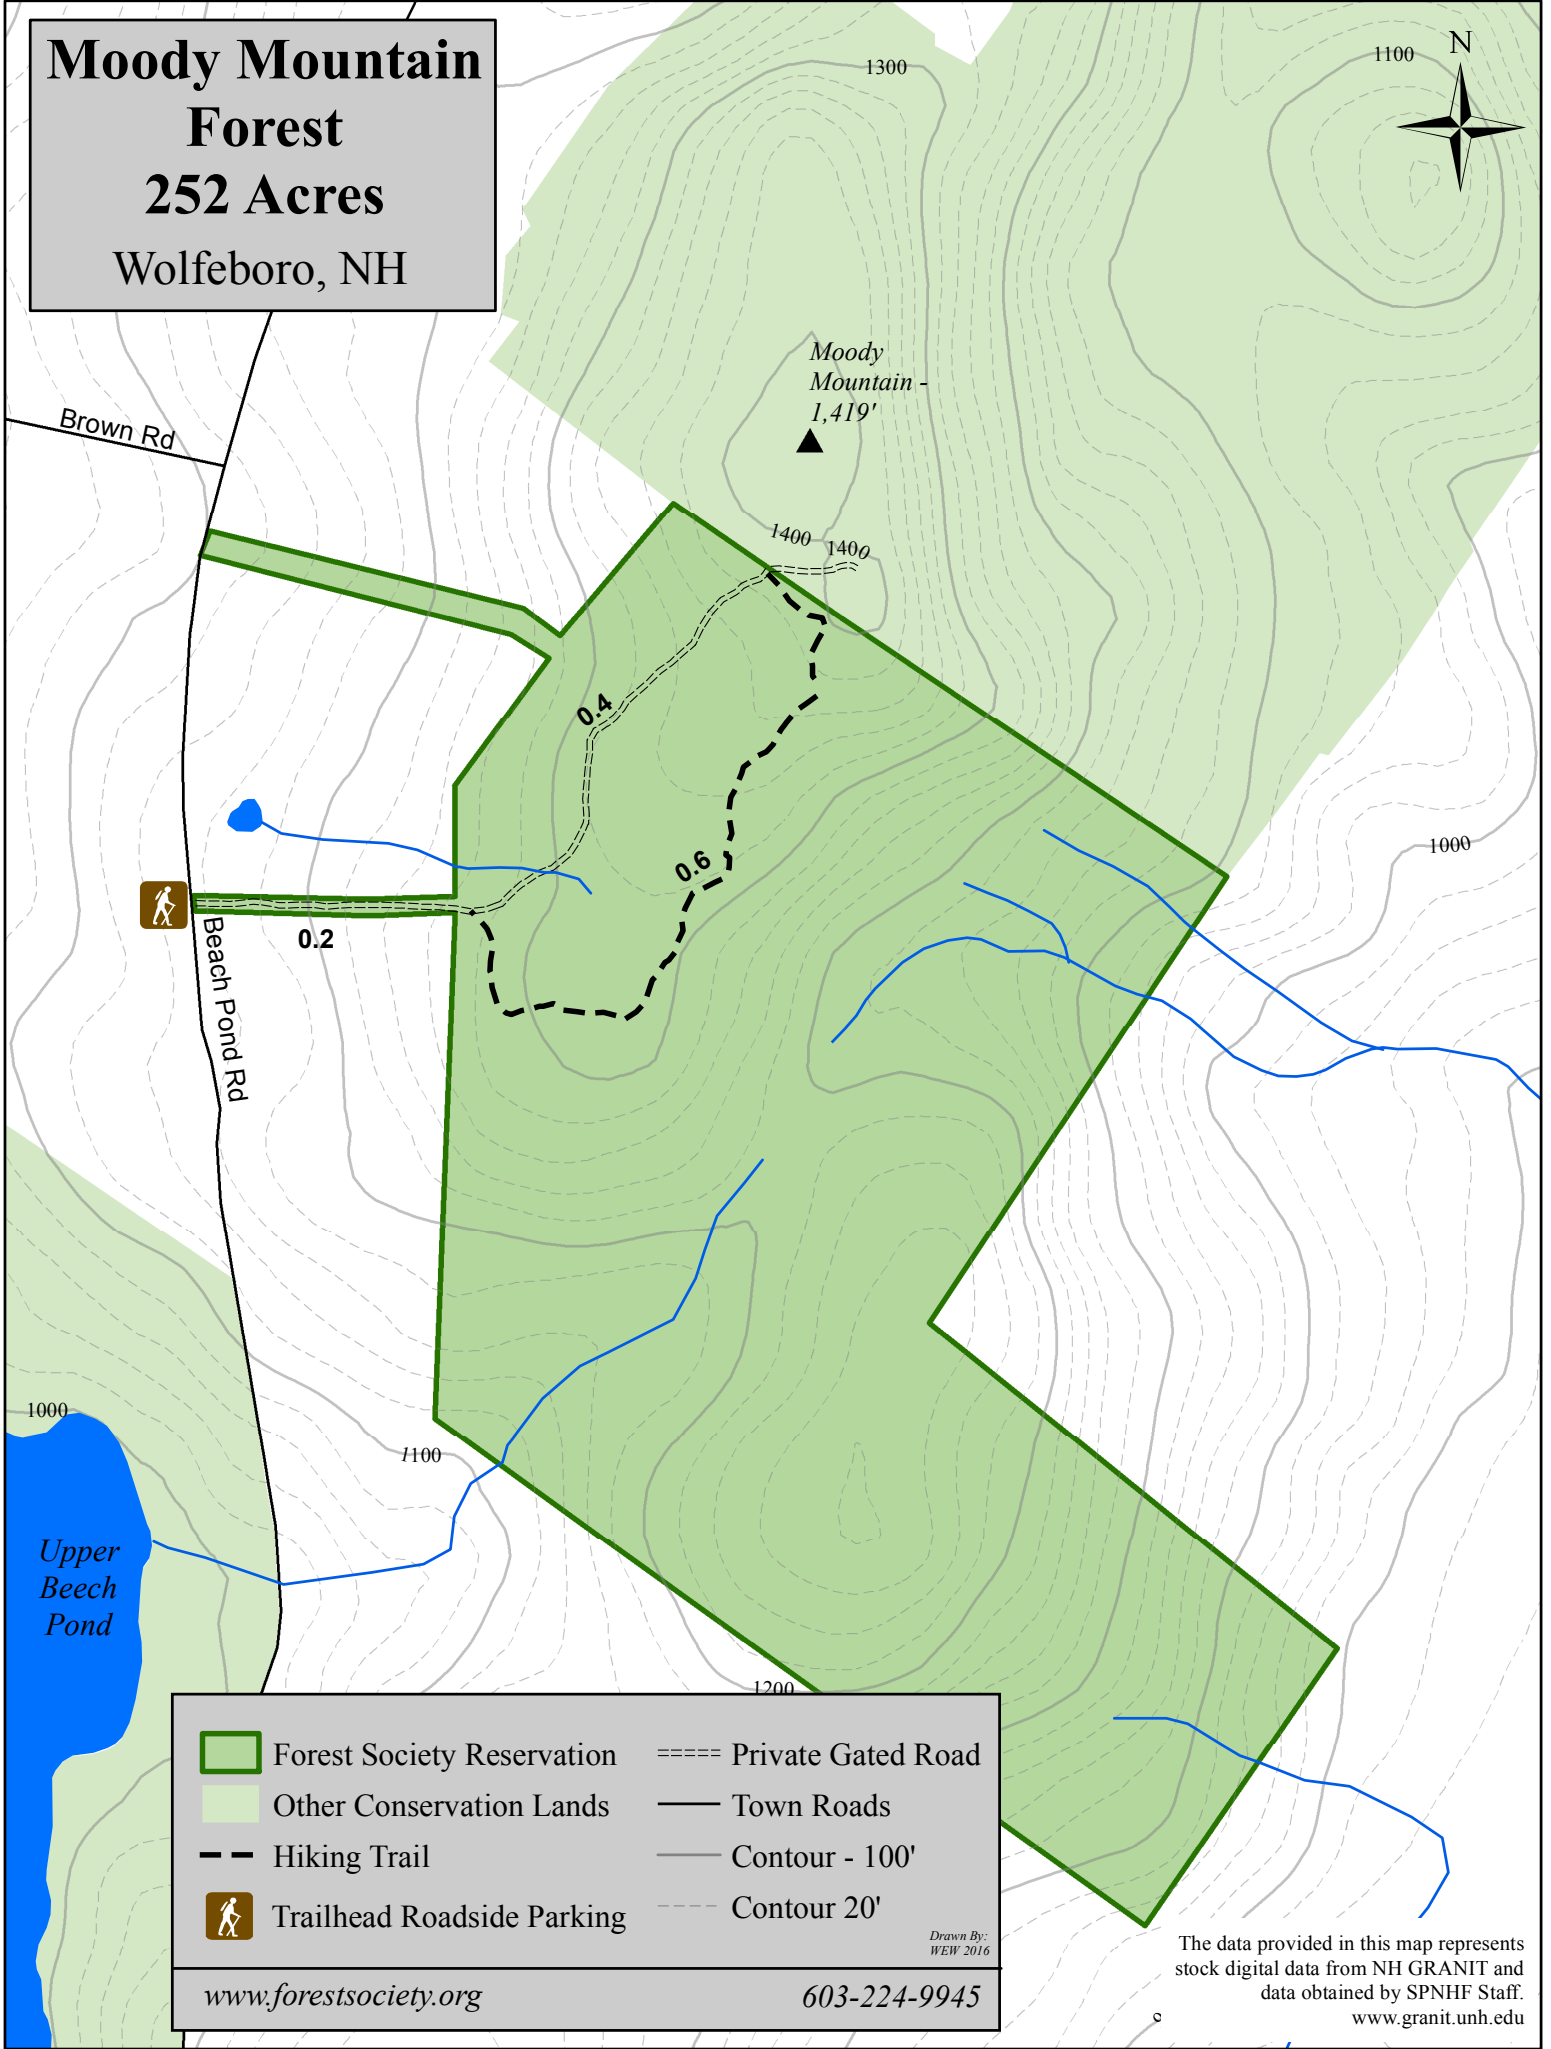 Moody Mountain
Forest
252 Acres
Wolfeboro, NH
N
1300
1100
Moody
Mountain -
1,419'
Brown Rd
1400
1400
0.4
0.6
1000
0.2
Beach Pond Rd
1000
1100
Upper
Beech
Pond
1200
Forest Society Reservation
Other Conservation Lands
Hiking Trail
Trailhead Roadside Parking
Private Gated Road
Town Roads
Contour - 100'
Contour 20'
Drawn By:
WEW 2016
www.forestsociety.org
603-224-9945
The data provided in this map represents
stock digital data from NH GRANIT and
data obtained by SPNHF Staff.
www.granit.unh.edu